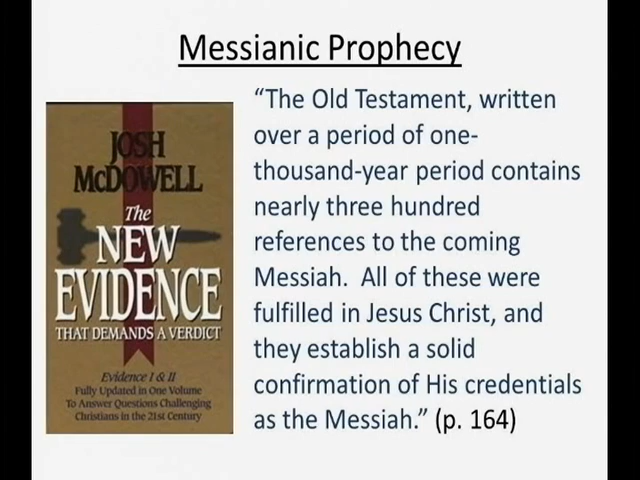 Messianic Prophecy
JOSH
McDOWELL
The
NEW
EVIDENCE
THAT DEMANDS A VERDICT
Evidence I & II
Fully Updated in One Volume
To Answer Questions Challenging
Christians in the 21st Century
“The Old Testament, written
over a period of one-
thousand-year period contains
nearly three hundred
references to the coming
Messiah.  All of these were
fulfilled in Jesus Christ, and
they establish a solid
confirmation of His credentials
as the Messiah.” (p. 164)